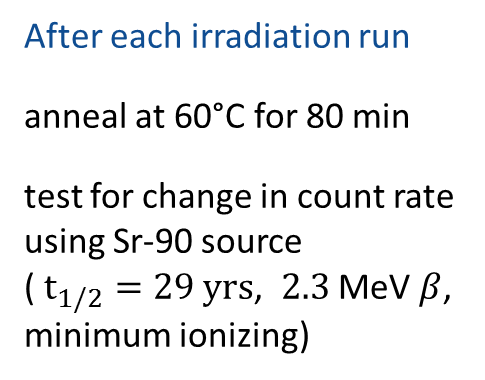 After each irradiation run
anneal at 60°C for 80 min
test for change in count rate
using Sr-90 source
( t₁/₂ = 29 yrs, 2.3 MeV β,
minimum ionizing)